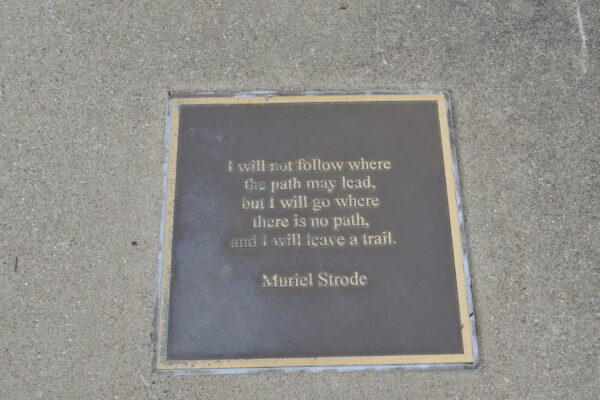 I will not follow where
the path may lead,
but I will go where
there is no path,
and I will leave a trail.
Muriel Strode